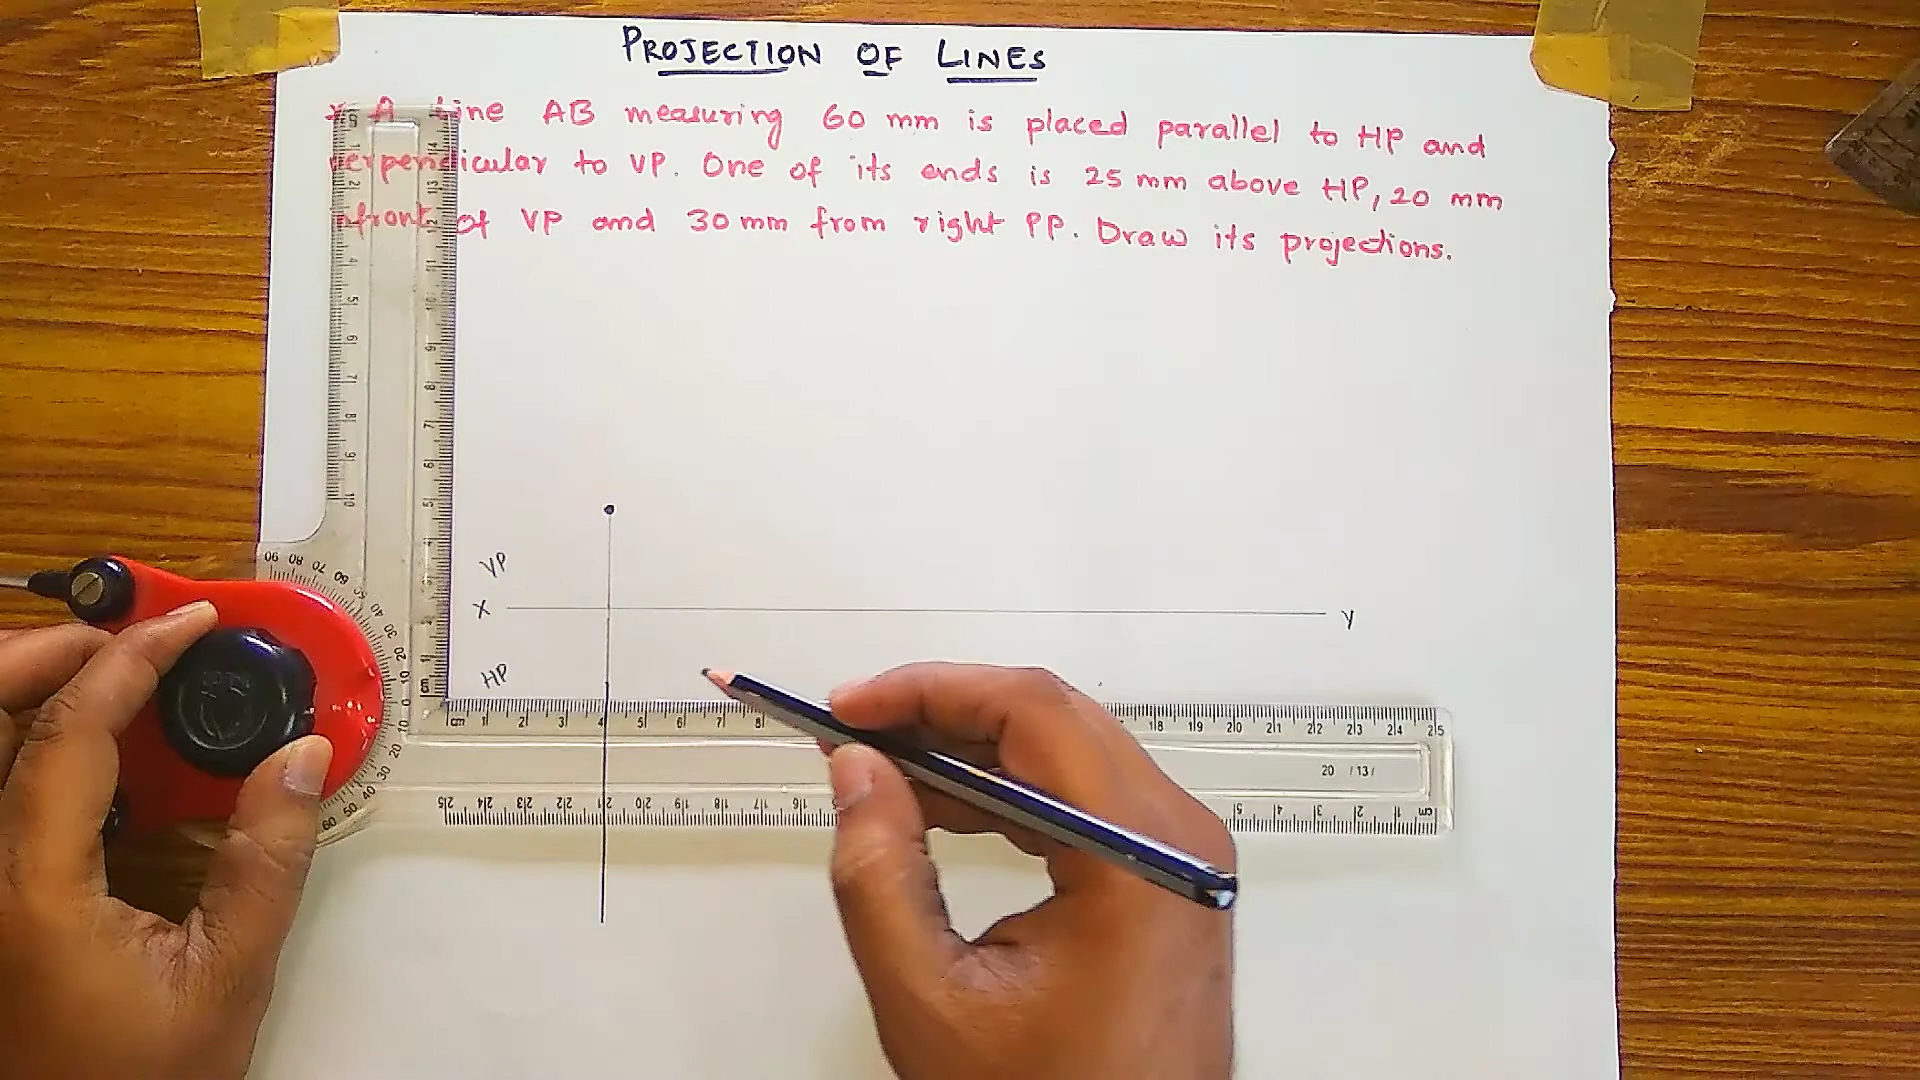 PROJECTION OF LINES
* A Line AB measuring 60 mm is placed parallel to HP and
perpendicular to VP. One of its ends is 25 mm above HP, 20 mm
infront of VP and 30 mm from right PP. Draw its projections.
VP
X
Y
HP